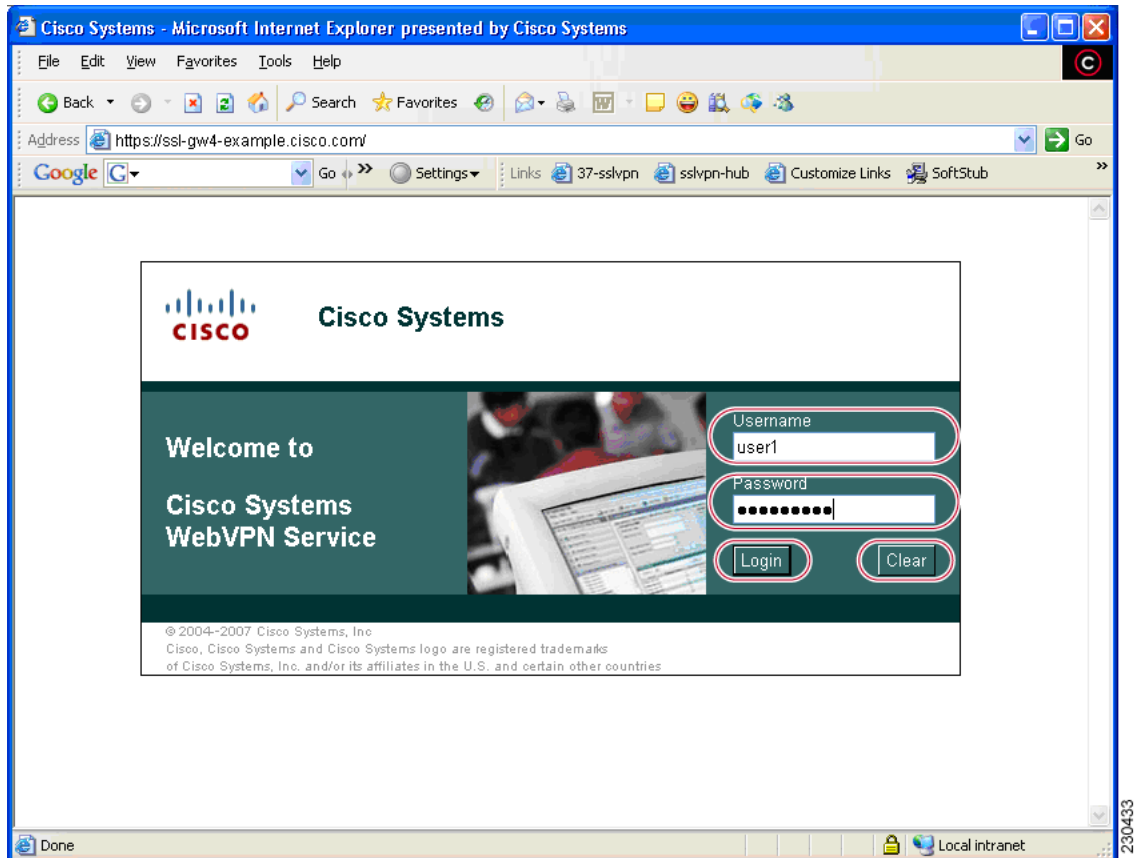 Cisco Systems - Microsoft Internet Explorer presented by Cisco Systems
File Edit View Favorites Tools Help
Back Search Favorites
Address https://ssl-gw4-example.cisco.com/ Go
Google G Go » Settings Links 37-sslvpn sslvpn-hub Customize Links SoftStub »
CISCO
Cisco Systems
Welcome to
Cisco Systems
WebVPN Service
Username
user1
Password
•••••••••
Login Clear
© 2004--2007 Cisco Systems, Inc
Cisco, Cisco Systems and Cisco Systems logo are registered trademarks
of Cisco Systems, Inc. and/or its affiliates in the U.S. and certain other countries
Done Local intranet
230433